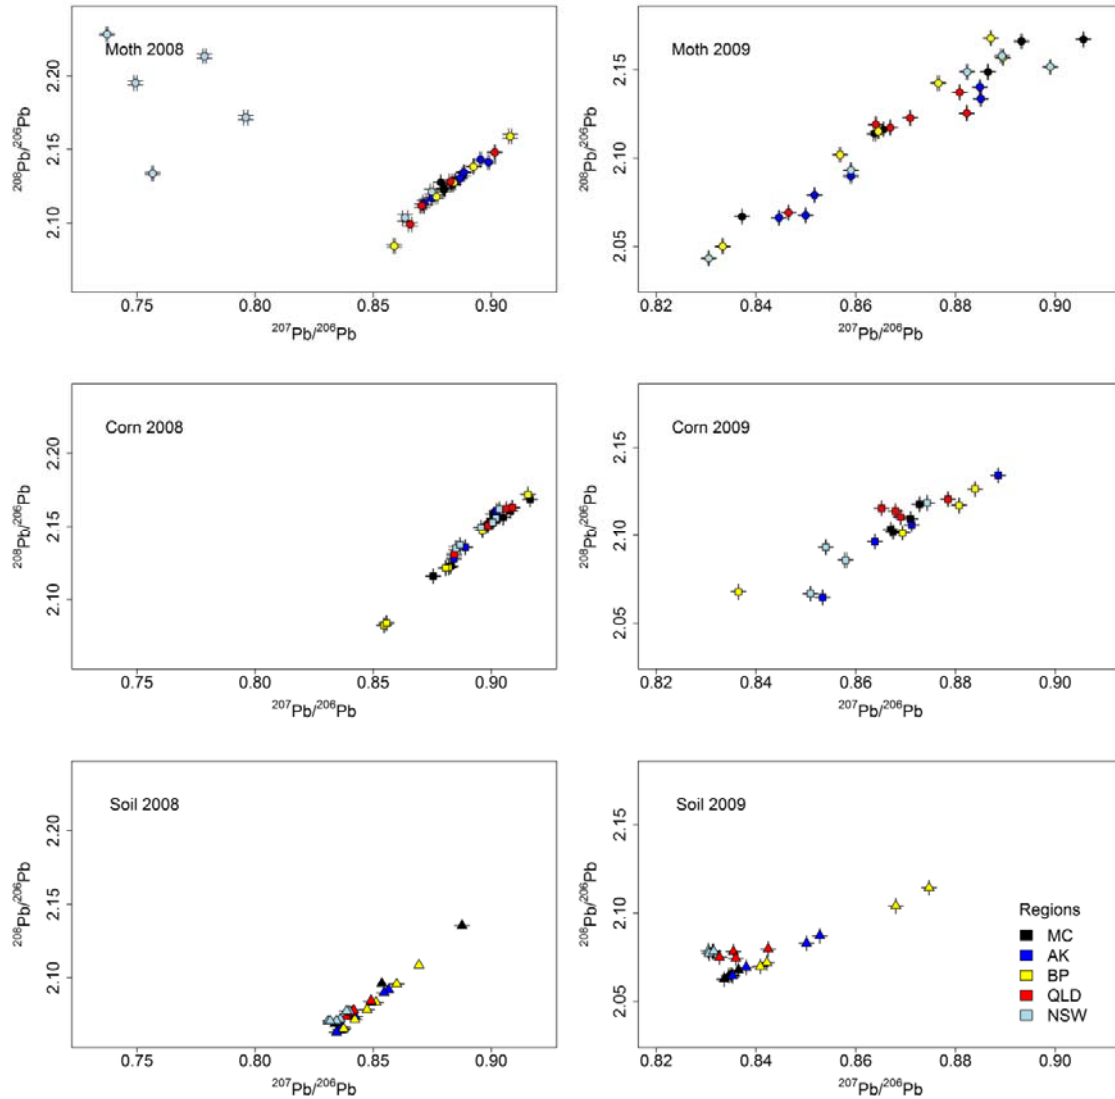 Moth 2008
2.20
2.15
2.10
²⁰⁸Pb/²⁰⁶Pb
0.75 0.80 0.85 0.90
²⁰⁷Pb/²⁰⁶Pb
Moth 2009
2.15
2.10
2.05
²⁰⁸Pb/²⁰⁶Pb
0.82 0.84 0.86 0.88 0.90
²⁰⁷Pb/²⁰⁶Pb
Corn 2008
2.20
2.15
2.10
²⁰⁸Pb/²⁰⁶Pb
0.75 0.80 0.85 0.90
²⁰⁷Pb/²⁰⁶Pb
Corn 2009
2.15
2.10
2.05
²⁰⁸Pb/²⁰⁶Pb
0.82 0.84 0.86 0.88 0.90
²⁰⁷Pb/²⁰⁶Pb
Soil 2008
2.20
2.15
2.10
²⁰⁸Pb/²⁰⁶Pb
0.75 0.80 0.85 0.90
²⁰⁷Pb/²⁰⁶Pb
Soil 2009
2.15
2.10
2.05
²⁰⁸Pb/²⁰⁶Pb
0.82 0.84 0.86 0.88 0.90
²⁰⁷Pb/²⁰⁶Pb
Regions
MC
AK
BP
QLD
NSW